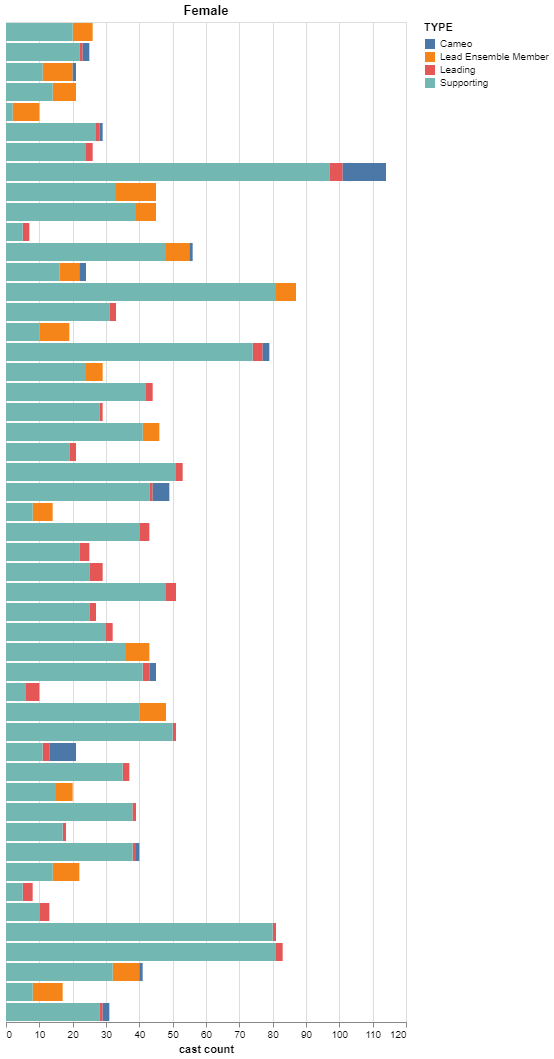 Female
TYPE
Cameo
Lead Ensemble Member
Leading
Supporting
0 10 20 30 40 50 60 70 80 90 100 110 120
cast count